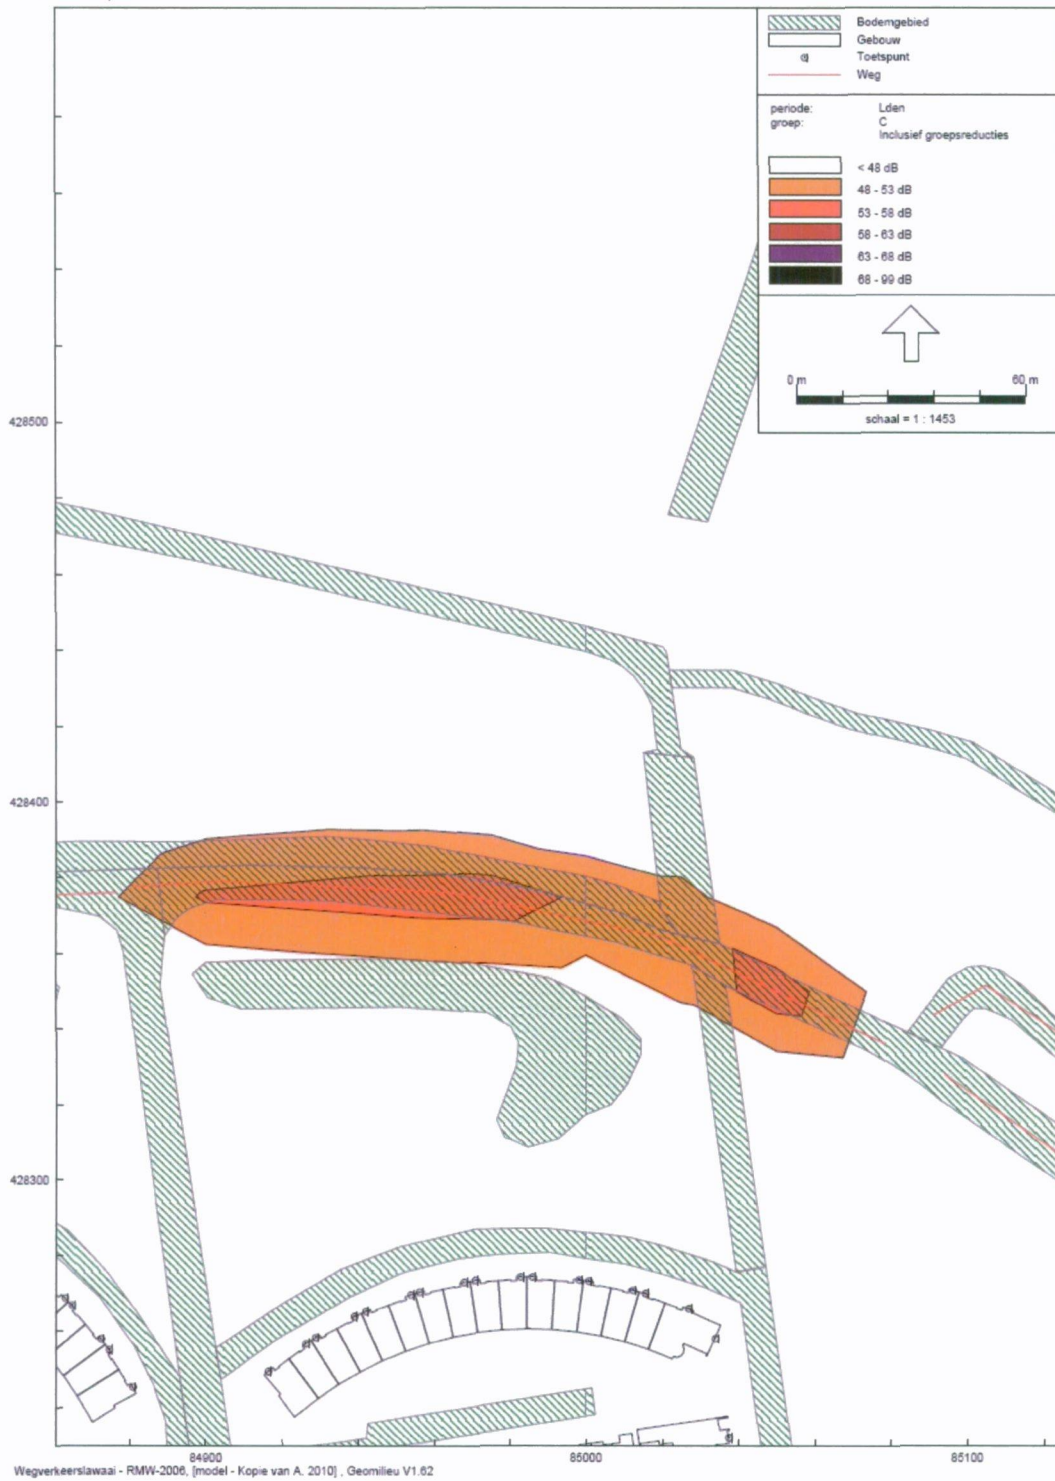 Bodemgebied
Gebouw
Toetspunt
Weg
periode: Lden
groep: C
Inclusief groepsreducties
< 48 dB
48 - 53 dB
53 - 58 dB
58 - 63 dB
63 - 68 dB
68 - 99 dB
0 m 60 m
schaal = 1 : 1453
428500
428400
428300
84900 85000 85100
Wegverkeerslawaai - RMW-2006, [model - Kopie van A. 2010] , Geomilieu V1.62